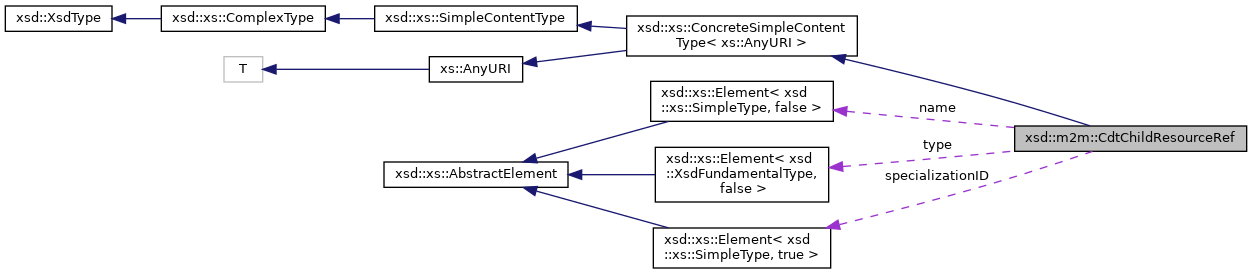 xsd::XsdType
xsd::xs::ComplexType
xsd::xs::SimpleContentType
xsd::xs::ConcreteSimpleContent
Type< xs::AnyURI >
T
xs::AnyURI
xsd::xs::Element< xsd
::xs::SimpleType, false >
name
xsd::m2m::CdtChildResourceRef
type
xsd::xs::Element< xsd
::XsdFundamentalType,
false >
xsd::xs::AbstractElement
specializationID
xsd::xs::Element< xsd
::xs::SimpleType, true >